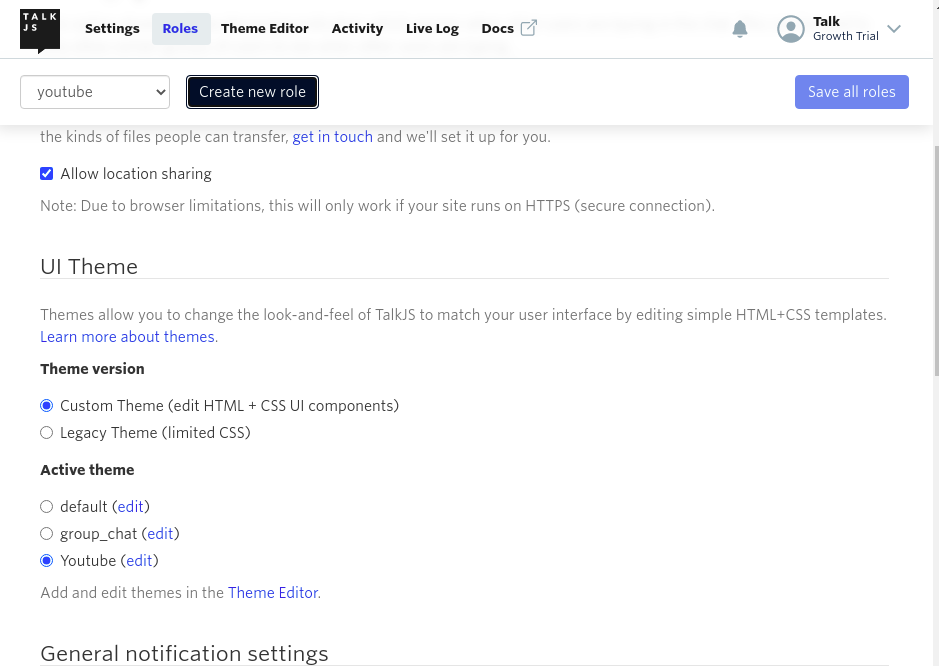 TALK
JS
Settings Roles Theme Editor Activity Live Log Docs
Talk
Growth Trial
youtube Create new role Save all roles
the kinds of files people can transfer, get in touch and we'll set it up for you.
Allow location sharing
Note: Due to browser limitations, this will only work if your site runs on HTTPS (secure connection).
UI Theme
Themes allow you to change the look-and-feel of TalkJS to match your user interface by editing simple HTML+CSS templates.
Learn more about themes.
Theme version
Custom Theme (edit HTML + CSS UI components)
Legacy Theme (limited CSS)
Active theme
default (edit)
group_chat (edit)
Youtube (edit)
Add and edit themes in the Theme Editor.
General notification settings